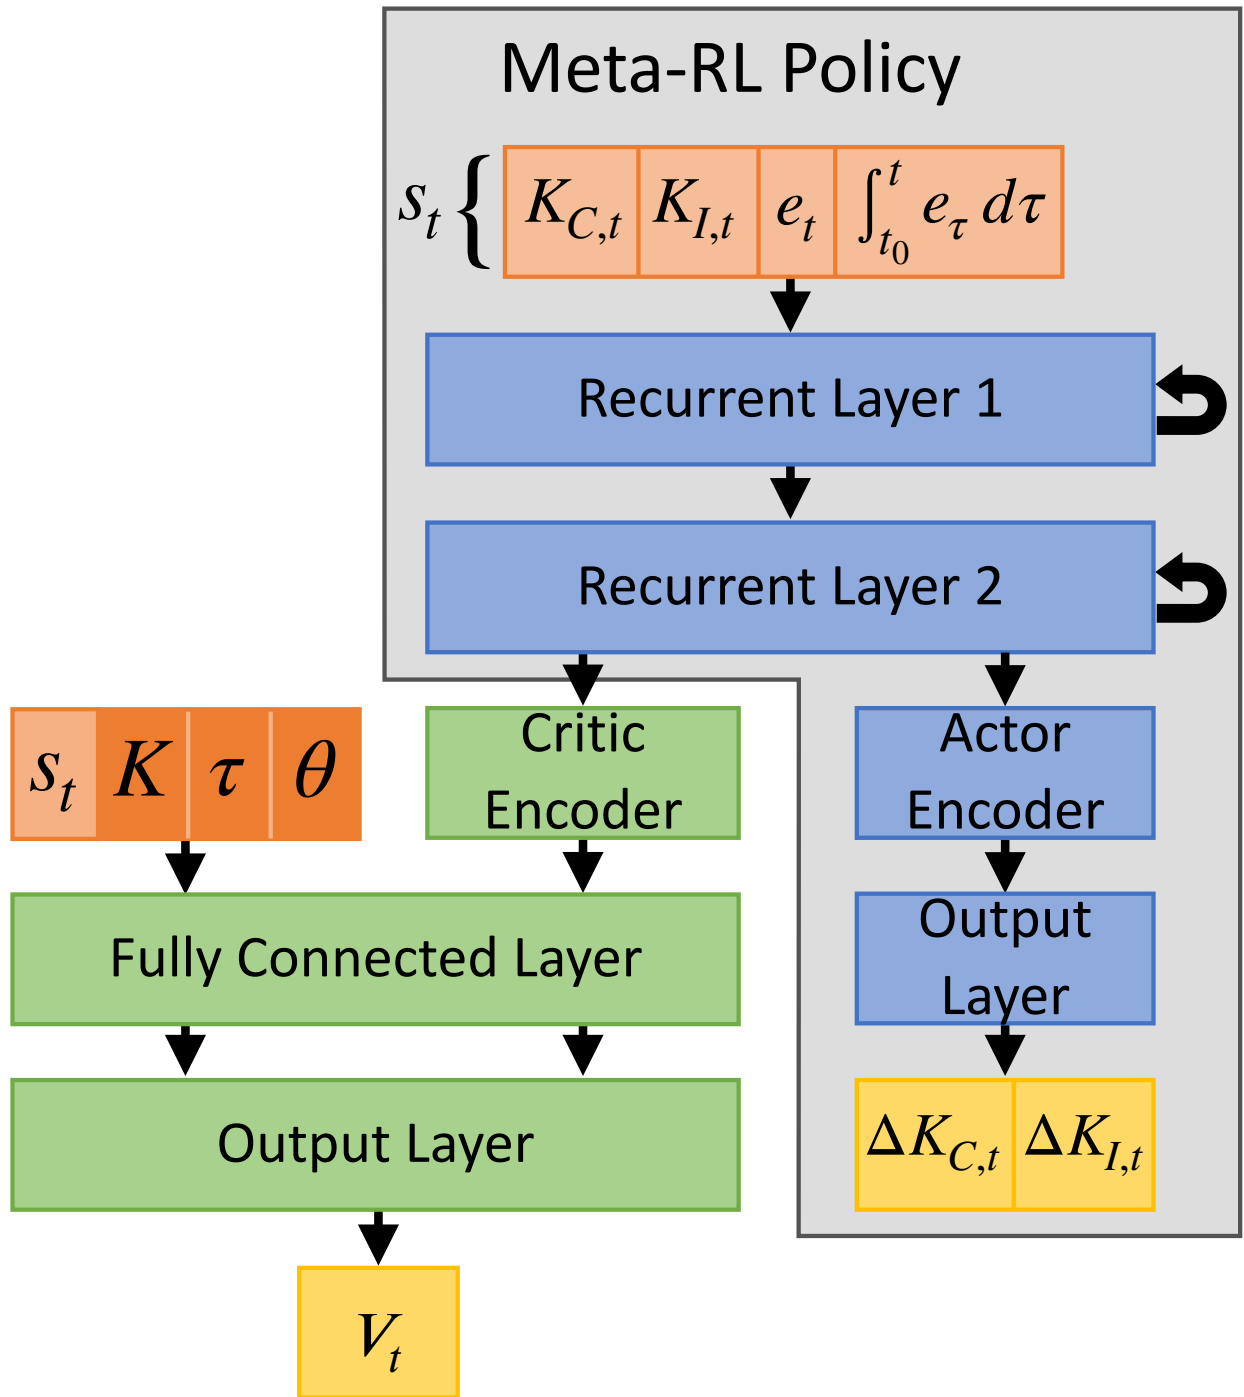 Meta-RL Policy
s_t { K_{C,t} K_{I,t} e_t ∫_{t_0}^{t} e_τ dτ
Recurrent Layer 1
Recurrent Layer 2
s_t K τ θ
Critic
Encoder
Actor
Encoder
Fully Connected Layer
Output
Layer
Output Layer
ΔK_{C,t} ΔK_{I,t}
V_t